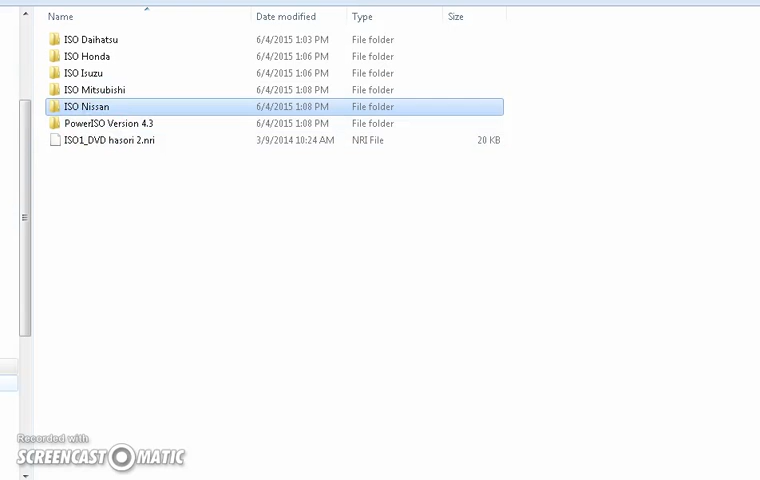 Name Date modified Type Size
ISO Daihatsu 6/4/2015 1:03 PM File folder
ISO Honda 6/4/2015 1:06 PM File folder
ISO Isuzu 6/4/2015 1:06 PM File folder
ISO Mitsubishi 6/4/2015 1:08 PM File folder
ISO Nissan 6/4/2015 1:08 PM File folder
PowerISO Version 4.3 6/4/2015 1:08 PM File folder
ISO1_DVD hasori 2.nri 3/9/2014 10:24 AM NRI File 20 KB
Recorded with
SCREENCAST MATIC